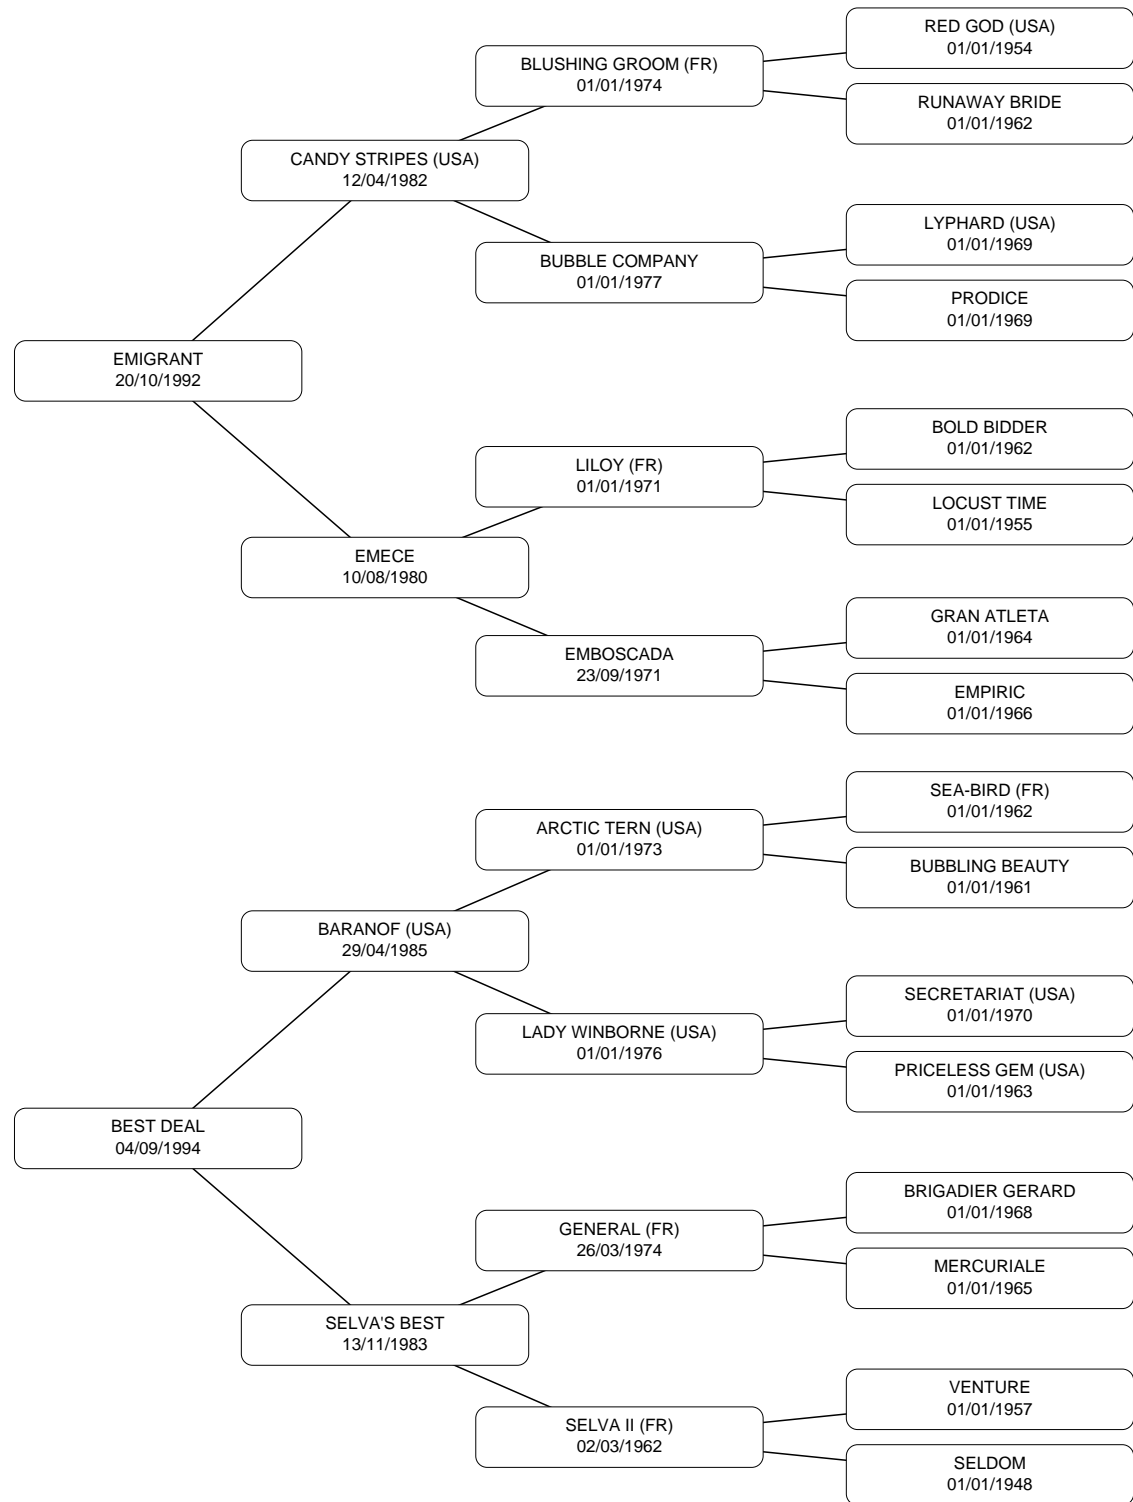 RED GOD (USA)
01/01/1954
BLUSHING GROOM (FR)
01/01/1974
RUNAWAY BRIDE
01/01/1962
CANDY STRIPES (USA)
12/04/1982
LYPHARD (USA)
01/01/1969
BUBBLE COMPANY
01/01/1977
PRODICE
01/01/1969
EMIGRANT
20/10/1992
BOLD BIDDER
01/01/1962
LILOY (FR)
01/01/1971
LOCUST TIME
01/01/1955
EMECE
10/08/1980
GRAN ATLETA
01/01/1964
EMBOSCADA
23/09/1971
EMPIRIC
01/01/1966
SEA-BIRD (FR)
01/01/1962
ARCTIC TERN (USA)
01/01/1973
BUBBLING BEAUTY
01/01/1961
BARANOF (USA)
29/04/1985
SECRETARIAT (USA)
01/01/1970
LADY WINBORNE (USA)
01/01/1976
PRICELESS GEM (USA)
01/01/1963
BEST DEAL
04/09/1994
BRIGADIER GERARD
01/01/1968
GENERAL (FR)
26/03/1974
MERCURIALE
01/01/1965
SELVA'S BEST
13/11/1983
VENTURE
01/01/1957
SELVA II (FR)
02/03/1962
SELDOM
01/01/1948